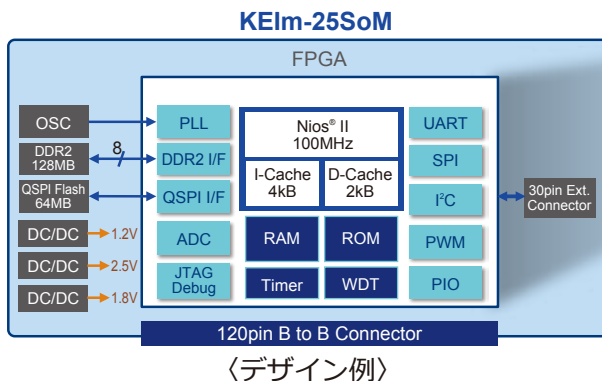 KEIm-25SoM
FPGA
OSC
DDR2
128MB
8
QSPI Flash
64MB
DC/DC
1.2V
DC/DC
2.5V
DC/DC
1.8V
PLL
DDR2 I/F
QSPI I/F
ADC
JTAG
Debug
Nios® II
100MHz
I-Cache
4kB
D-Cache
2kB
RAM
ROM
Timer
WDT
UART
SPI
I²C
PWM
PIO
30pin Ext.
Connector
120pin B to B Connector
〈デザイン例〉